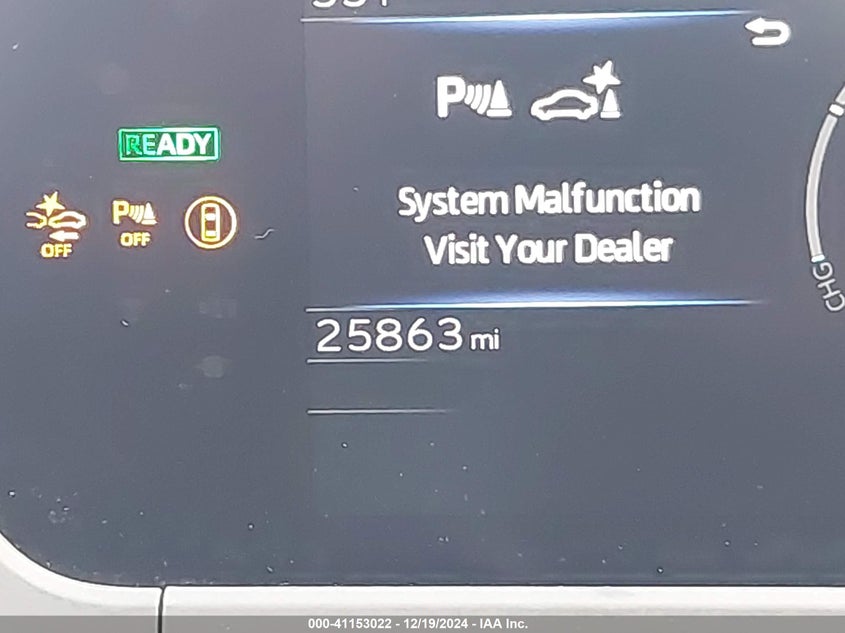 READY
OFF
P
OFF
P
System Malfunction
Visit Your Dealer
25863 mi
CHG
000-41153022 - 12/19/2024 - IAA Inc.